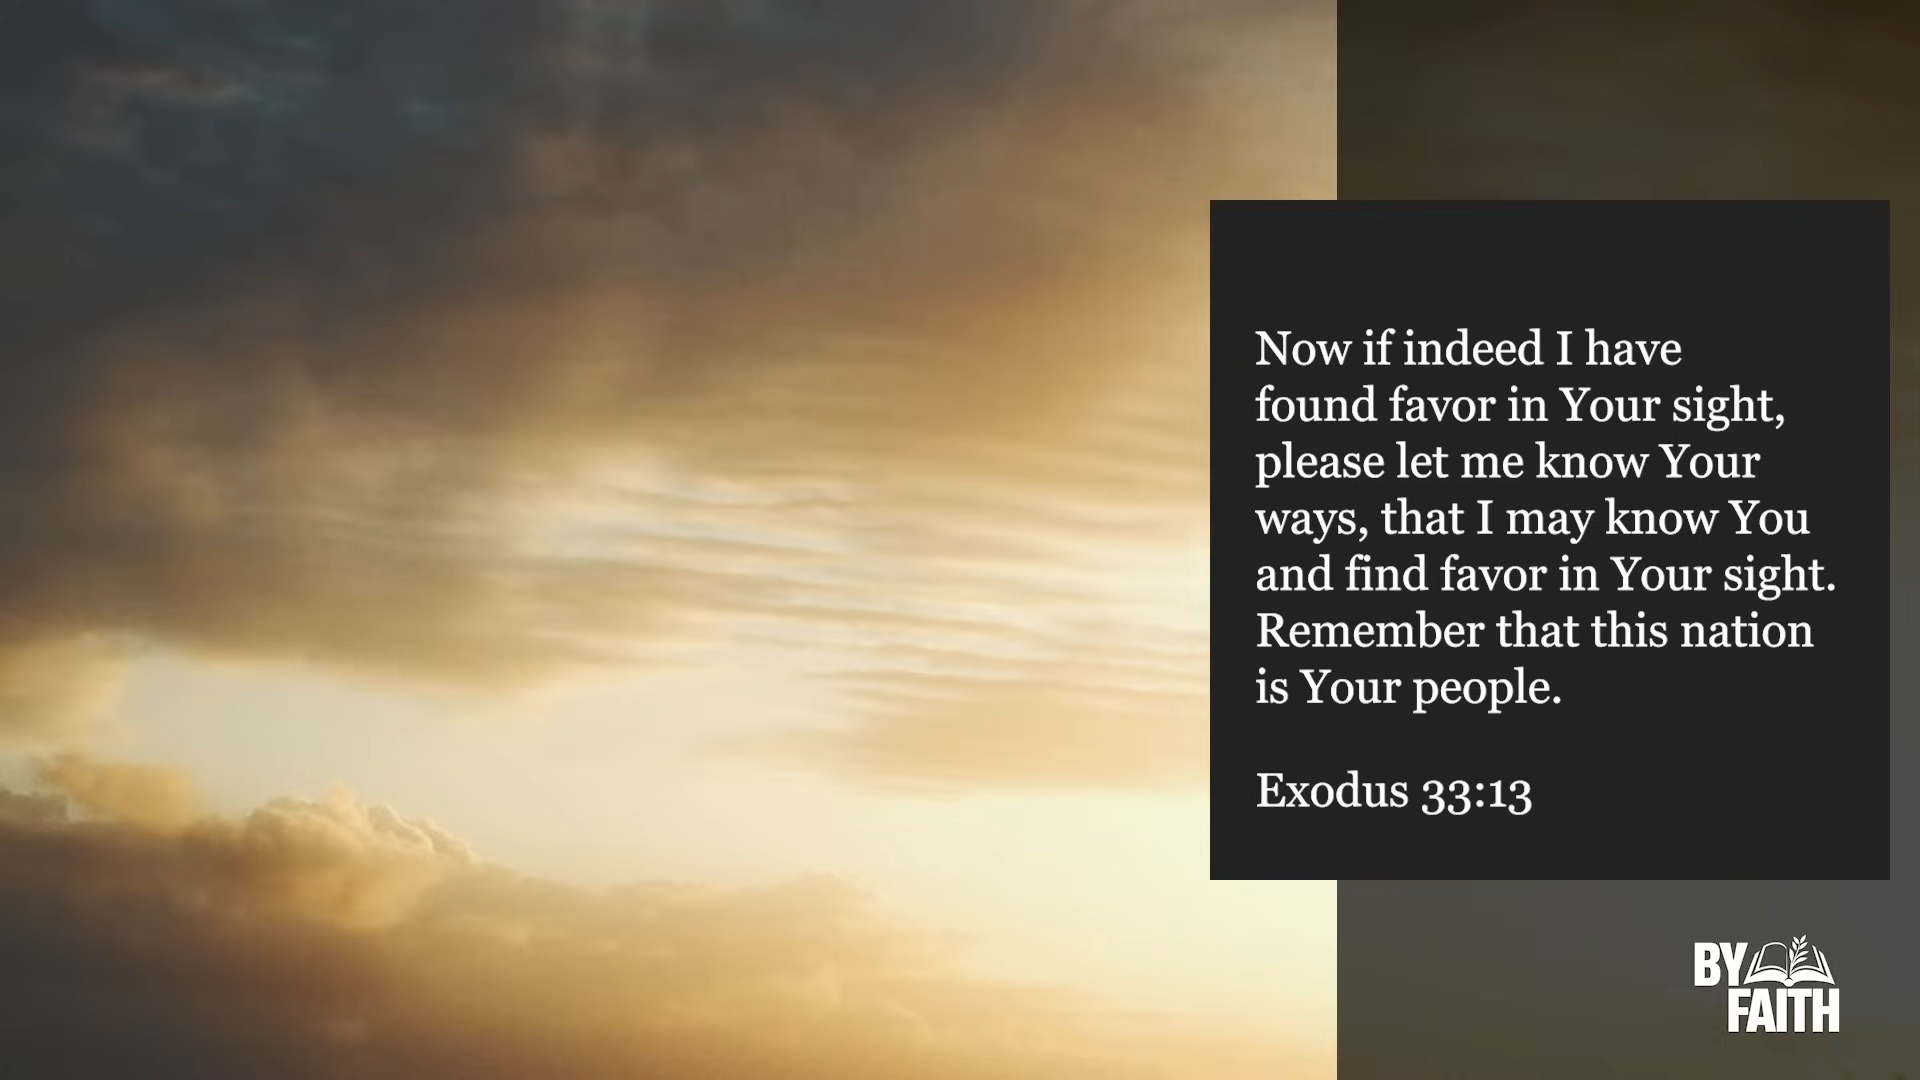 Now if indeed I have
found favor in Your sight,
please let me know Your
ways, that I may know You
and find favor in Your sight.
Remember that this nation
is Your people.
Exodus 33:13
BY
FAITH